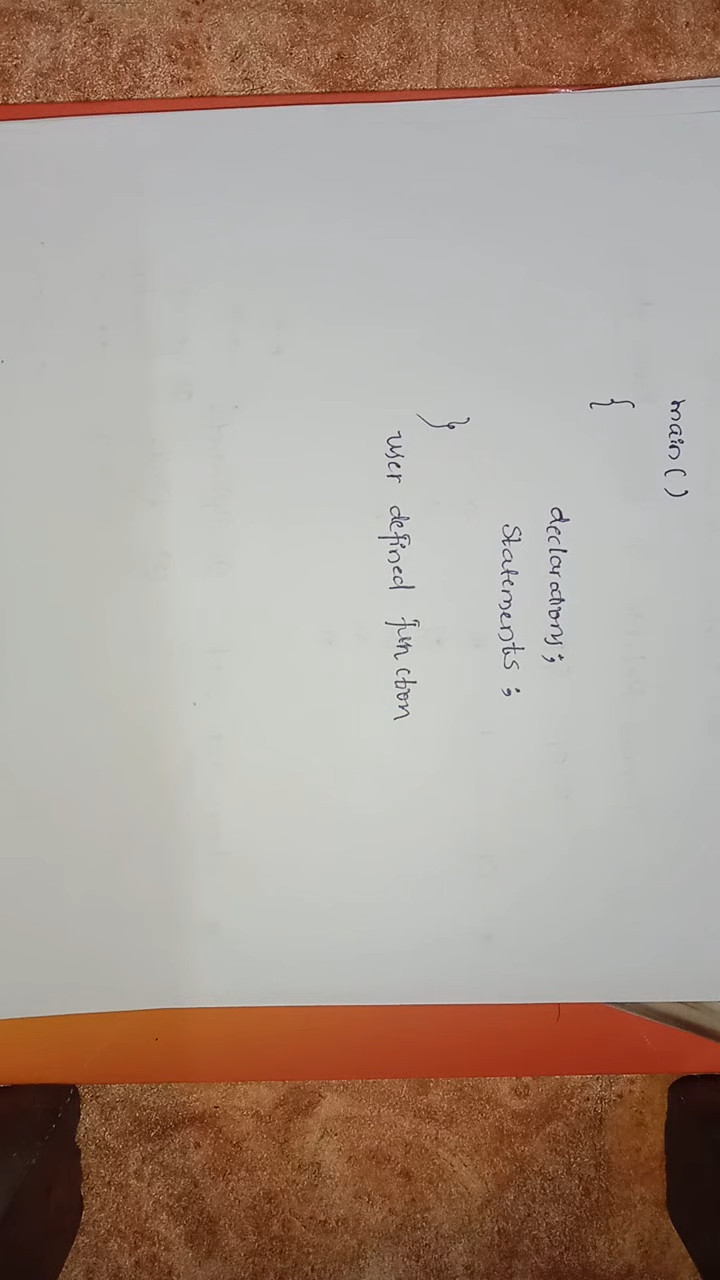 main()
{
declarations;
Statements;
}
user defined function